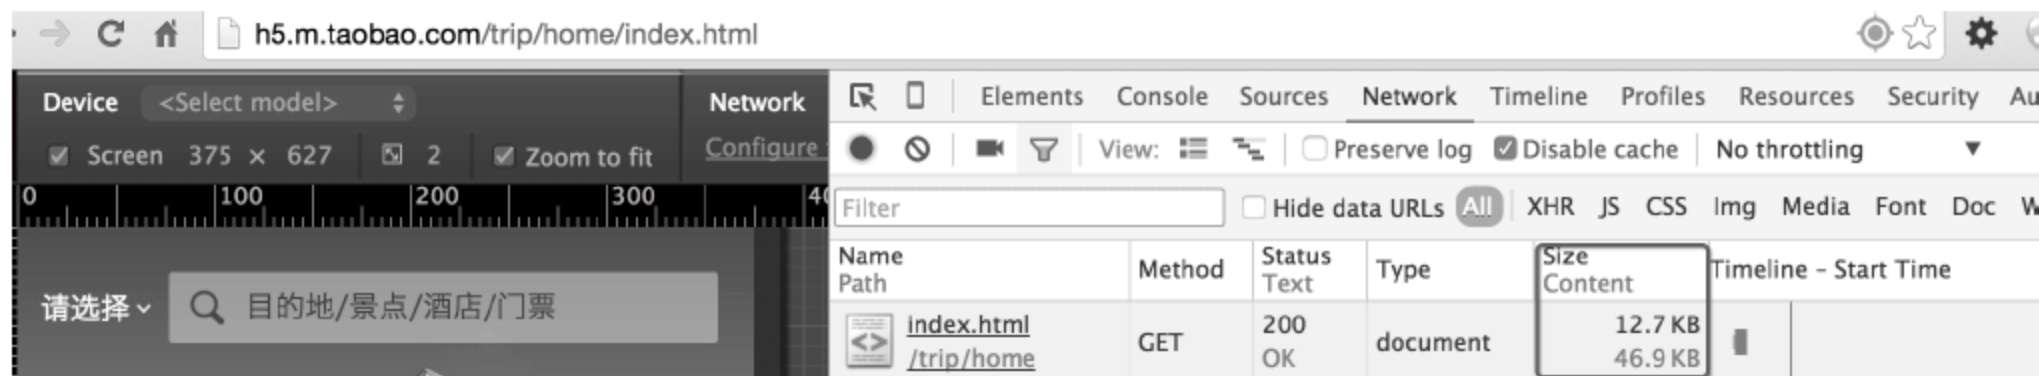 h5.m.taobao.com/trip/home/index.html
Device <Select model> Network
Screen 375 × 627 2 Zoom to fit Configure
0 100 200 300
请选择 目的地/景点/酒店/门票
Elements Console Sources Network Timeline Profiles Resources Security
View: Preserve log Disable cache No throttling
Filter Hide data URLs All XHR JS CSS Img Media Font Doc
Name Method Status Type Size Timeline – Start Time
Path Text Content
index.html GET 200 document 12.7 KB
/trip/home OK 46.9 KB